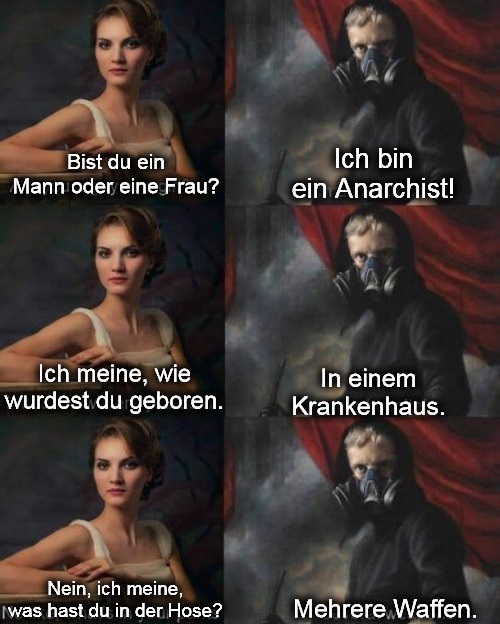 Bist du ein
Mann oder eine Frau?
Ich bin
ein Anarchist!
Ich meine, wie
wurdest du geboren.
In einem
Krankenhaus.
Nein, ich meine,
was hast du in der Hose?
Mehrere Waffen.